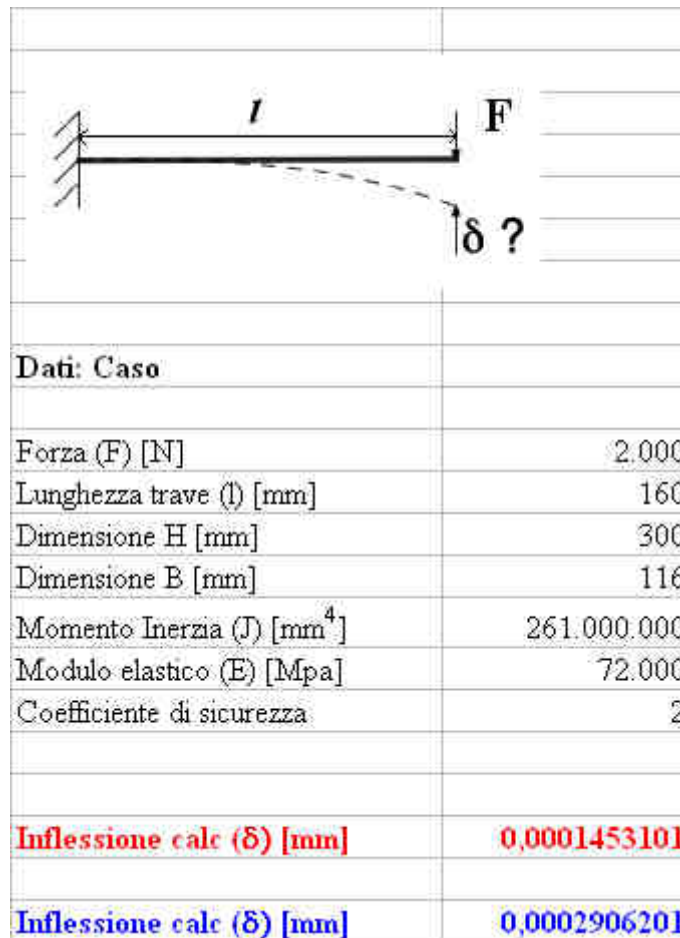 l
F
δ ?
Dati: Caso
Forza (F) [N] 2.000
Lunghezza trave (l) [mm] 160
Dimensione H [mm] 300
Dimensione B [mm] 116
Momento Inerzia (J) [mm⁴] 261.000.000
Modulo elastico (E) [Mpa] 72.000
Coefficiente di sicurezza 2
Inflessione calc (δ) [mm] 0,0001453101
Inflessione calc (δ) [mm] 0,0002906201